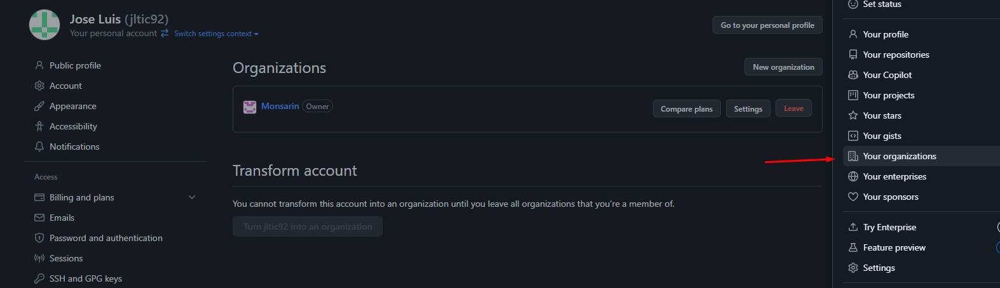 Jose Luis (jltic92)
Your personal account Switch settings context
Go to your personal profile
Public profile
Account
Appearance
Accessibility
Notifications
Access
Billing and plans
Emails
Password and authentication
Sessions
SSH and GPG keys
Organizations
New organization
Monsarin Owner
Compare plans Settings Leave
Transform account
You cannot transform this account into an organization until you leave all organizations that you’re a member of.
Turn jltic92 into an organization
Set status
Your profile
Your repositories
Your Copilot
Your projects
Your stars
Your gists
Your organizations
Your enterprises
Your sponsors
Try Enterprise
Feature preview
Settings